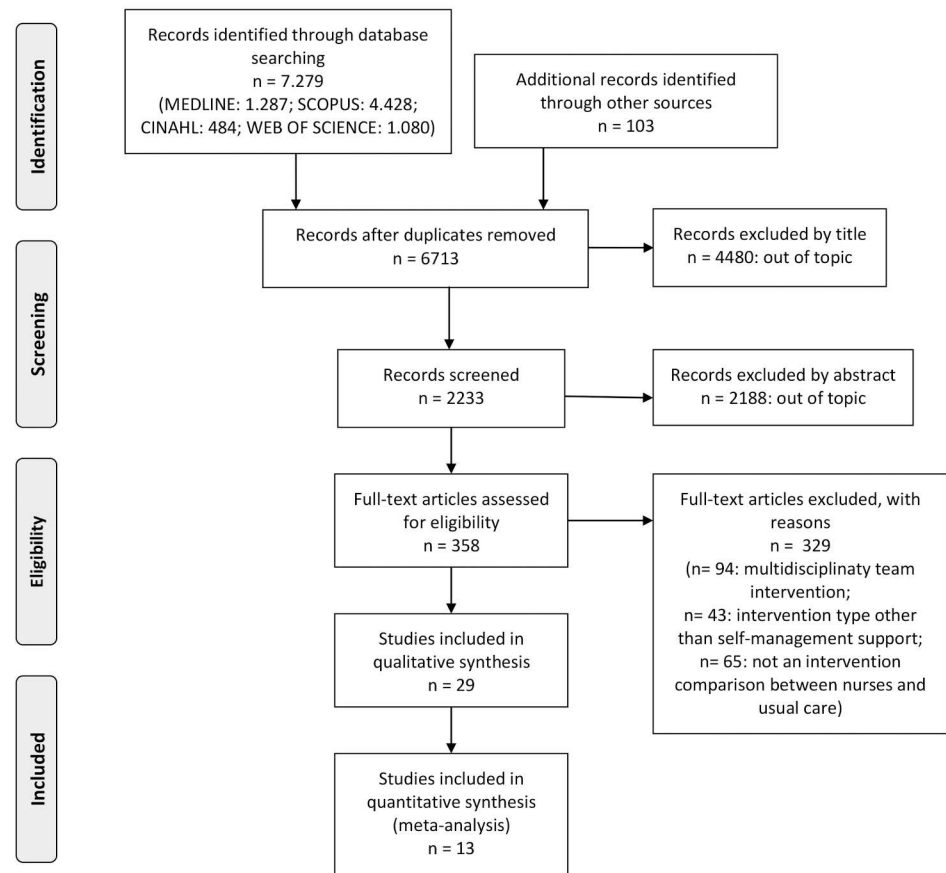 Identification
Records identified through database
searching
n = 7.279
(MEDLINE: 1.287; SCOPUS: 4.428;
CINAHL: 484; WEB OF SCIENCE: 1.080)
Additional records identified
through other sources
n = 103
Records after duplicates removed
n = 6713
Records excluded by title
n = 4480: out of topic
Screening
Records screened
n = 2233
Records excluded by abstract
n = 2188: out of topic
Eligibility
Full-text articles assessed
for eligibility
n = 358
Full-text articles excluded, with
reasons
n = 329
(n= 94: multidisciplinaty team
intervention;
n= 43: intervention type other
than self-management support;
n= 65: not an intervention
comparison between nurses and
usual care)
Studies included in
qualitative synthesis
n = 29
Included
Studies included in
quantitative synthesis
(meta-analysis)
n = 13